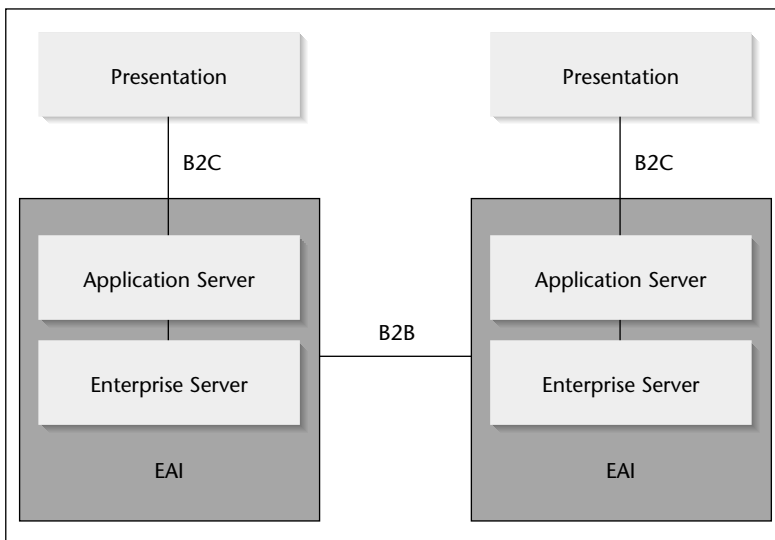 Presentation
Presentation
B2C
B2C
Application Server
Application Server
B2B
Enterprise Server
Enterprise Server
EAI
EAI